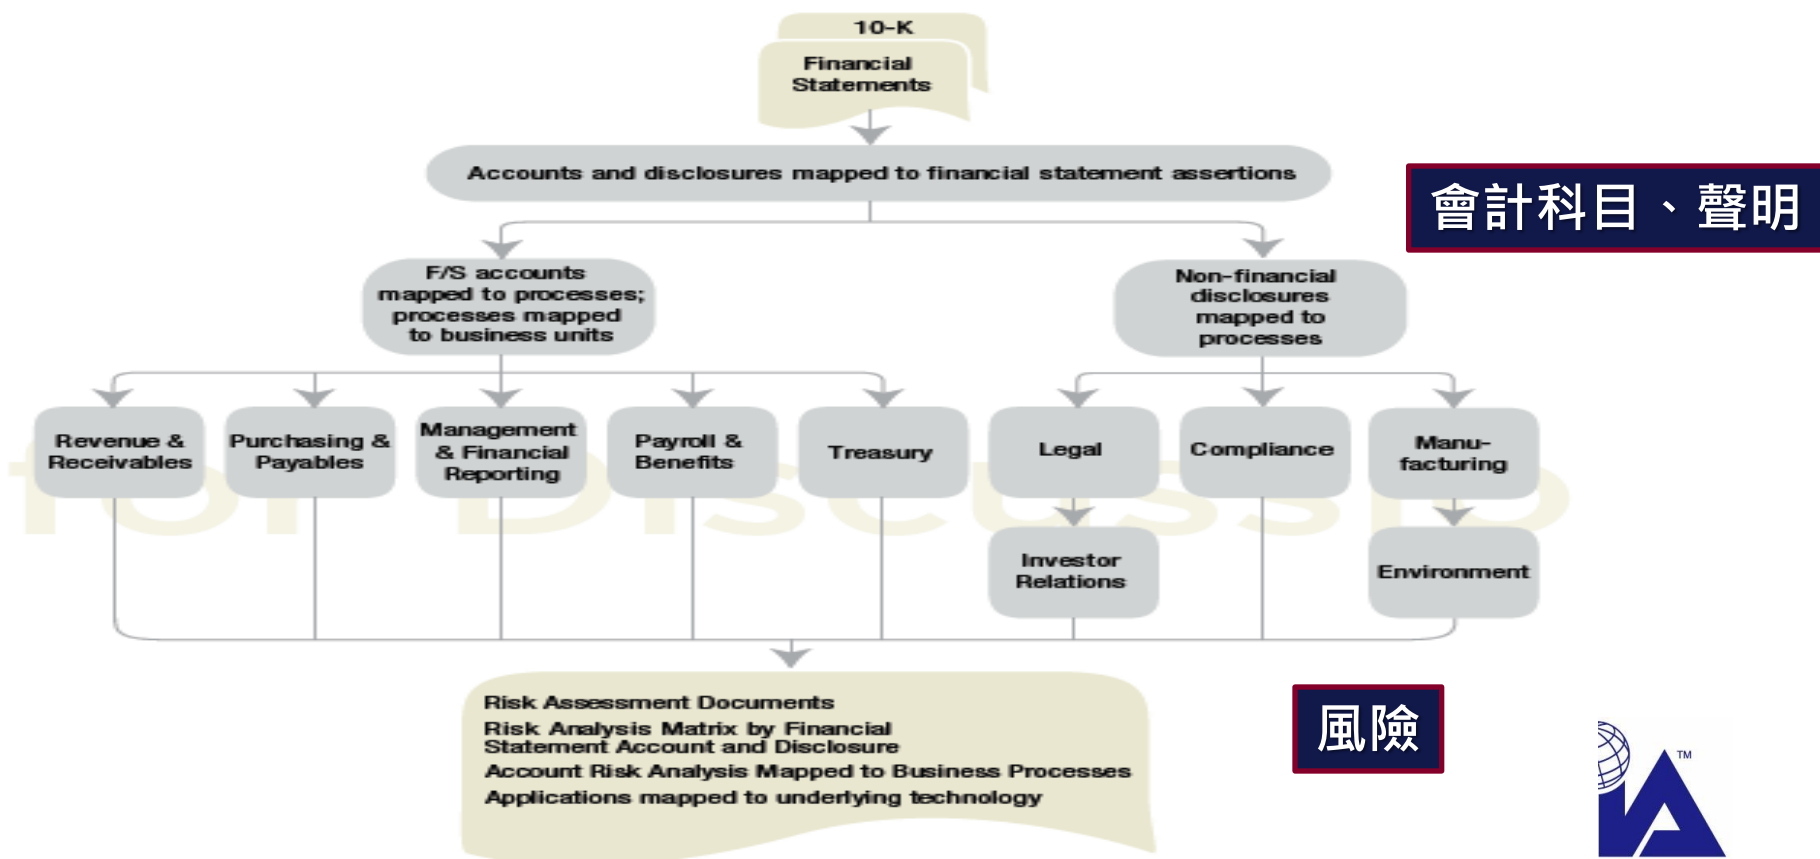 10-K
Financial
Statements
Accounts and disclosures mapped to financial statement assertions
會計科目、聲明
F/S accounts
mapped to processes;
processes mapped
to business units
Non-financial
disclosures
mapped to
processes
Revenue &
Receivables
Purchasing &
Payables
Management
& Financial
Reporting
Payroll &
Benefits
Treasury
Legal
Compliance
Manu-
facturing
for Discussio
Investor
Relations
Environment
Risk Assessment Documents
Risk Analysis Matrix by Financial
Statement Account and Disclosure
Account Risk Analysis Mapped to Business Processes
Applications mapped to underlying technology
風險
IA
TM